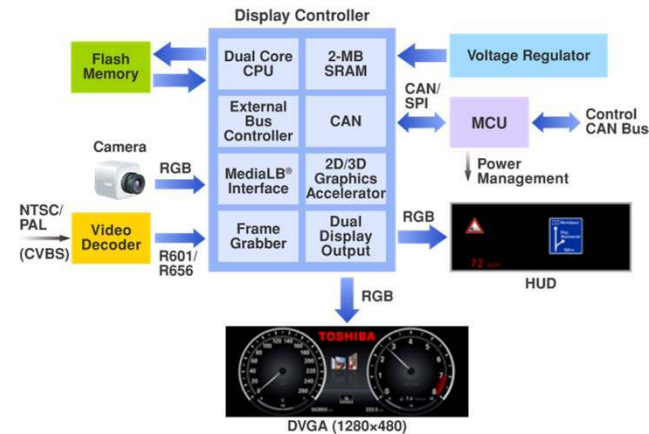 Display Controller
Flash
Memory
Dual Core
CPU
2-MB
SRAM
Voltage Regulator
External
Bus
Controller
CAN
CAN/
SPI
MCU
Control
CAN Bus
Power
Management
Camera
RGB
MediaLB®
Interface
2D/3D
Graphics
Accelerator
NTSC/
PAL
(CVBS)
Video
Decoder
R601/
R656
Frame
Grabber
Dual
Display
Output
RGB
72
HUD
RGB
TOSHIBA
DVGA (1280×480)